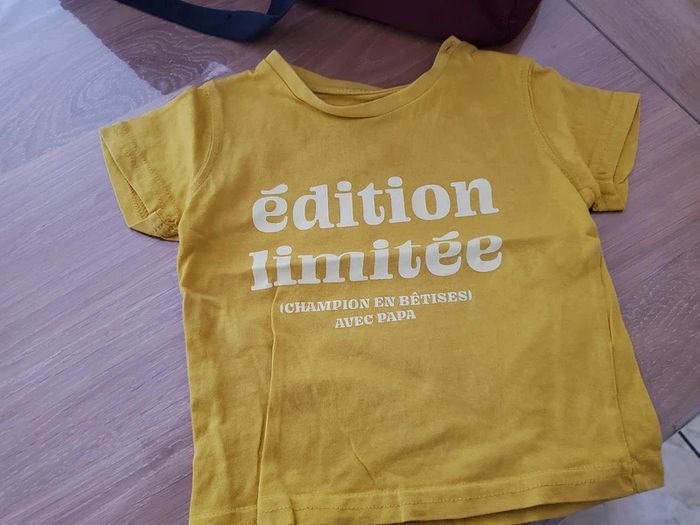 édition
limitée
(CHAMPION EN BÊTISES)
AVEC PAPA